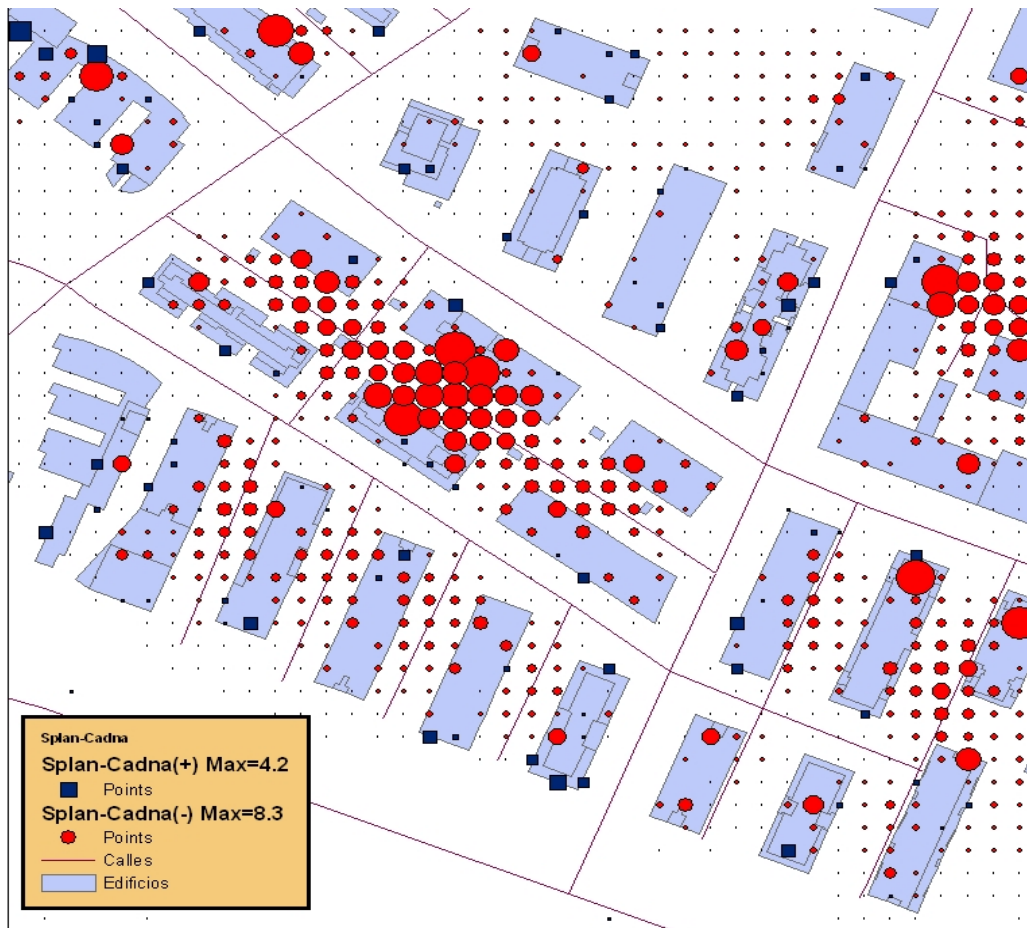 Splan-Cadna
Splan-Cadna(+) Max=4.2
Points
Splan-Cadna(-) Max=8.3
Points
Calles
Edificios